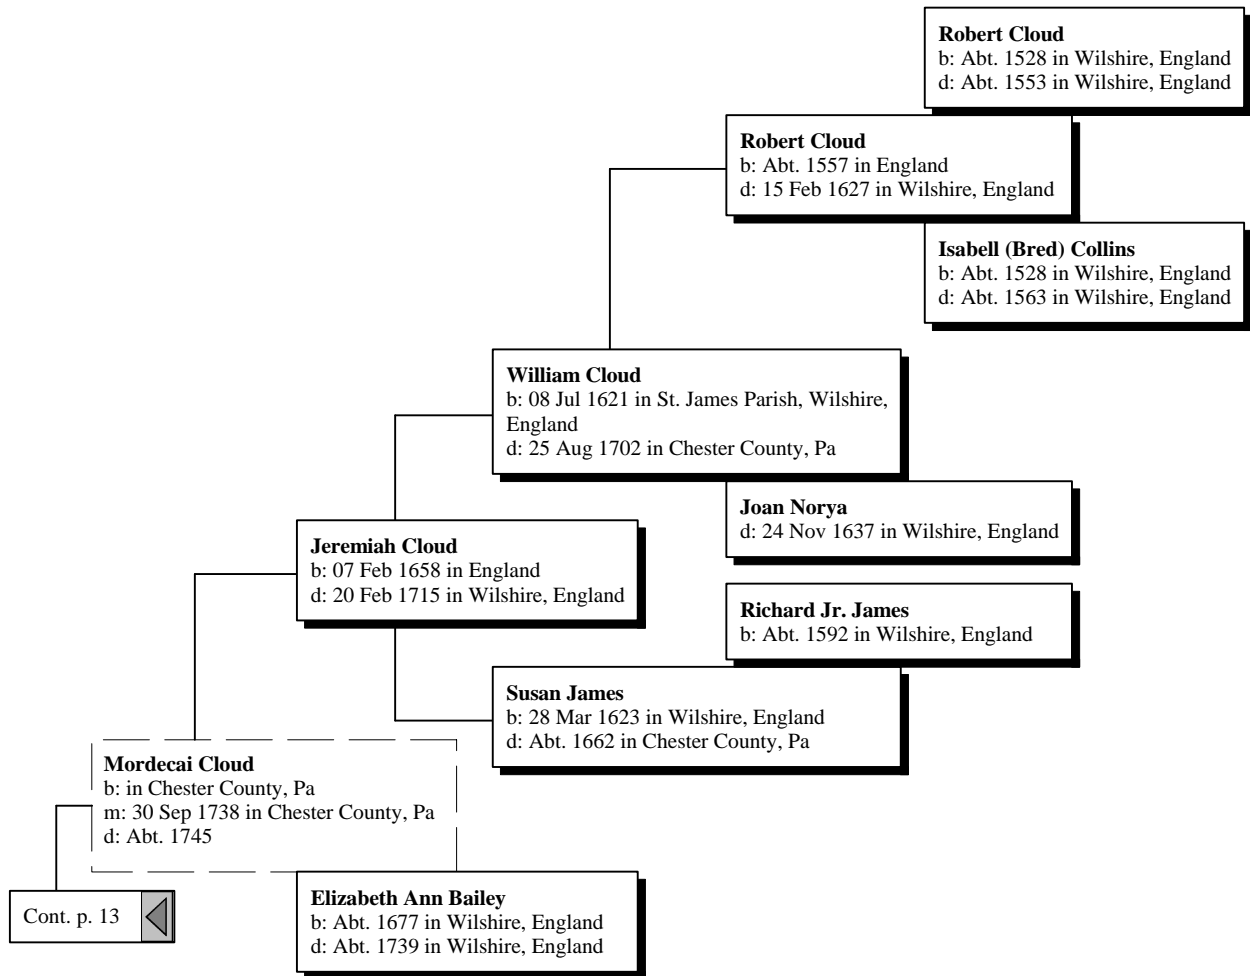 Robert Cloud
b: Abt. 1528 in Wilshire, England
d: Abt. 1553 in Wilshire, England
Robert Cloud
b: Abt. 1557 in England
d: 15 Feb 1627 in Wilshire, England
Isabell (Bred) Collins
b: Abt. 1528 in Wilshire, England
d: Abt. 1563 in Wilshire, England
William Cloud
b: 08 Jul 1621 in St. James Parish, Wilshire,
England
d: 25 Aug 1702 in Chester County, Pa
Joan Norya
d: 24 Nov 1637 in Wilshire, England
Jeremiah Cloud
b: 07 Feb 1658 in England
d: 20 Feb 1715 in Wilshire, England
Richard Jr. James
b: Abt. 1592 in Wilshire, England
Susan James
b: 28 Mar 1623 in Wilshire, England
d: Abt. 1662 in Chester County, Pa
Mordecai Cloud
b: in Chester County, Pa
m: 30 Sep 1738 in Chester County, Pa
d: Abt. 1745
Elizabeth Ann Bailey
b: Abt. 1677 in Wilshire, England
d: Abt. 1739 in Wilshire, England
Cont. p. 13